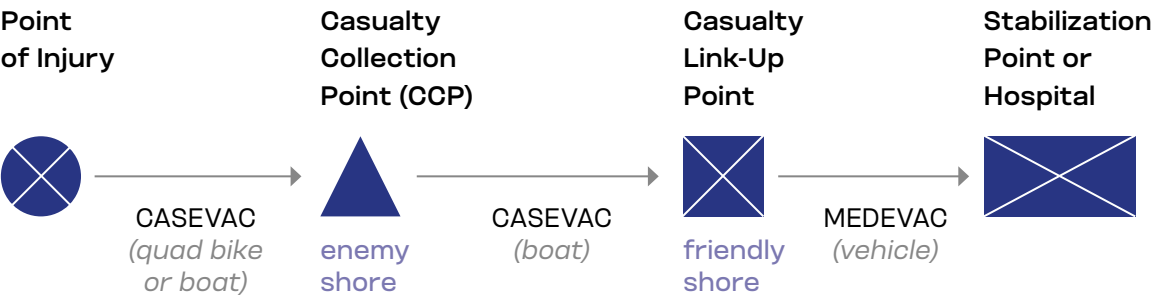 Point
of Injury
Casualty
Collection
Point (CCP)
Casualty
Link-Up
Point
Stabilization
Point or
Hospital
CASEVAC
(quad bike
or boat)
enemy
shore
CASEVAC
(boat)
friendly
shore
MEDEVAC
(vehicle)